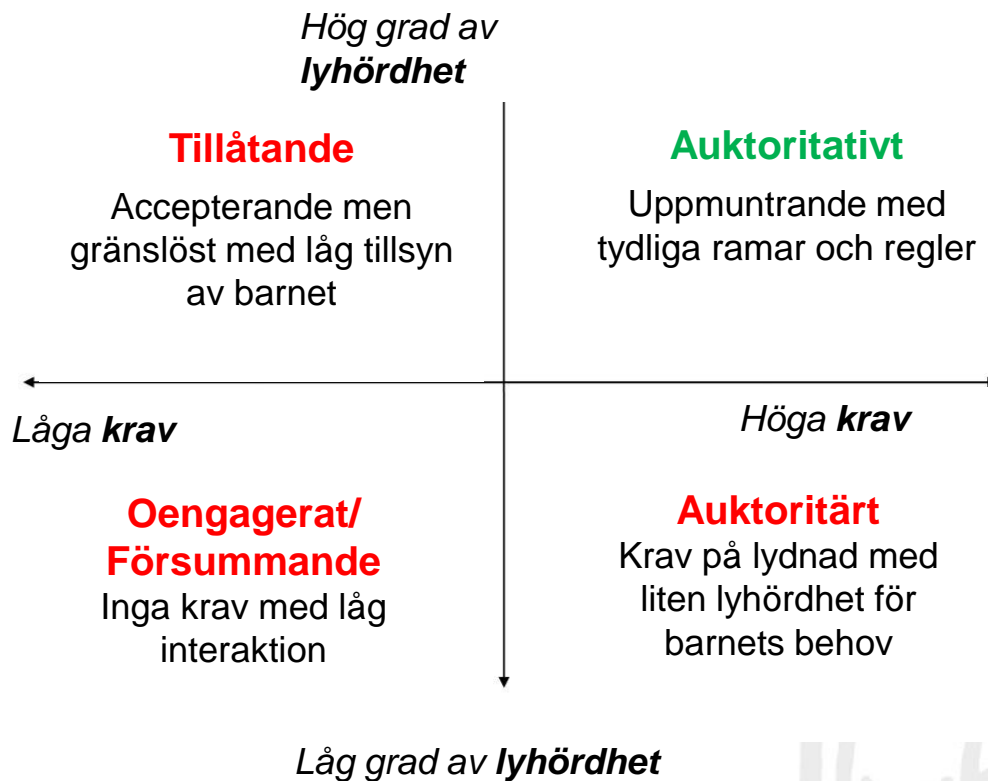 Hög grad av
lyhördhet
Tillåtande
Accepterande men
gränslöst med låg tillsyn
av barnet
Auktoritativt
Uppmuntrande med
tydliga ramar och regler
Låga krav
Höga krav
Oengagerat/
Försummande
Inga krav med låg
interaktion
Auktoritärt
Krav på lydnad med
liten lyhördhet för
barnets behov
Låg grad av lyhördhet